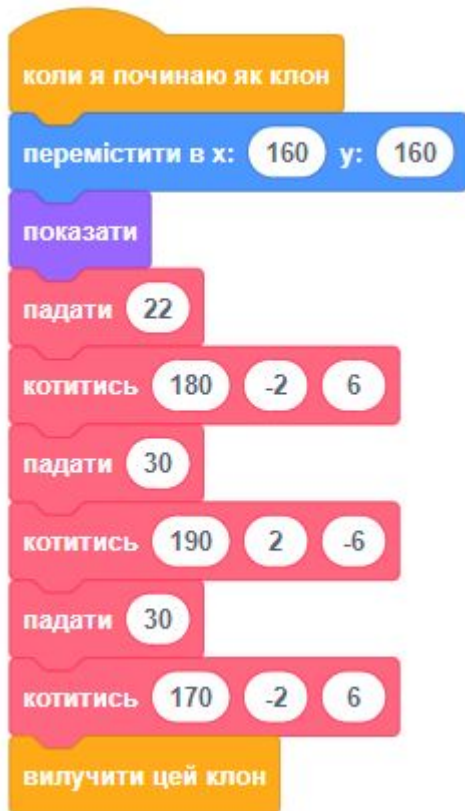 коли я починаю як клон
перемістити в x: 160 y: 160
показати
падати 22
котитись 180 -2 6
падати 30
котитись 190 2 -6
падати 30
котитись 170 -2 6
вилучити цей клон